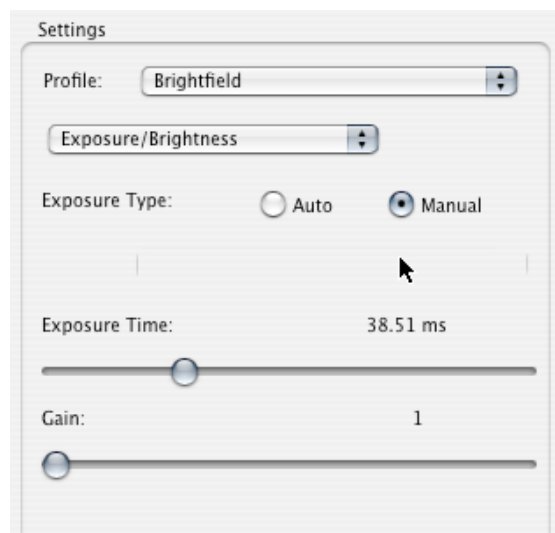 Settings
Profile: Brightfield
Exposure/Brightness
Exposure Type: Auto Manual
Exposure Time: 38.51 ms
Gain: 1